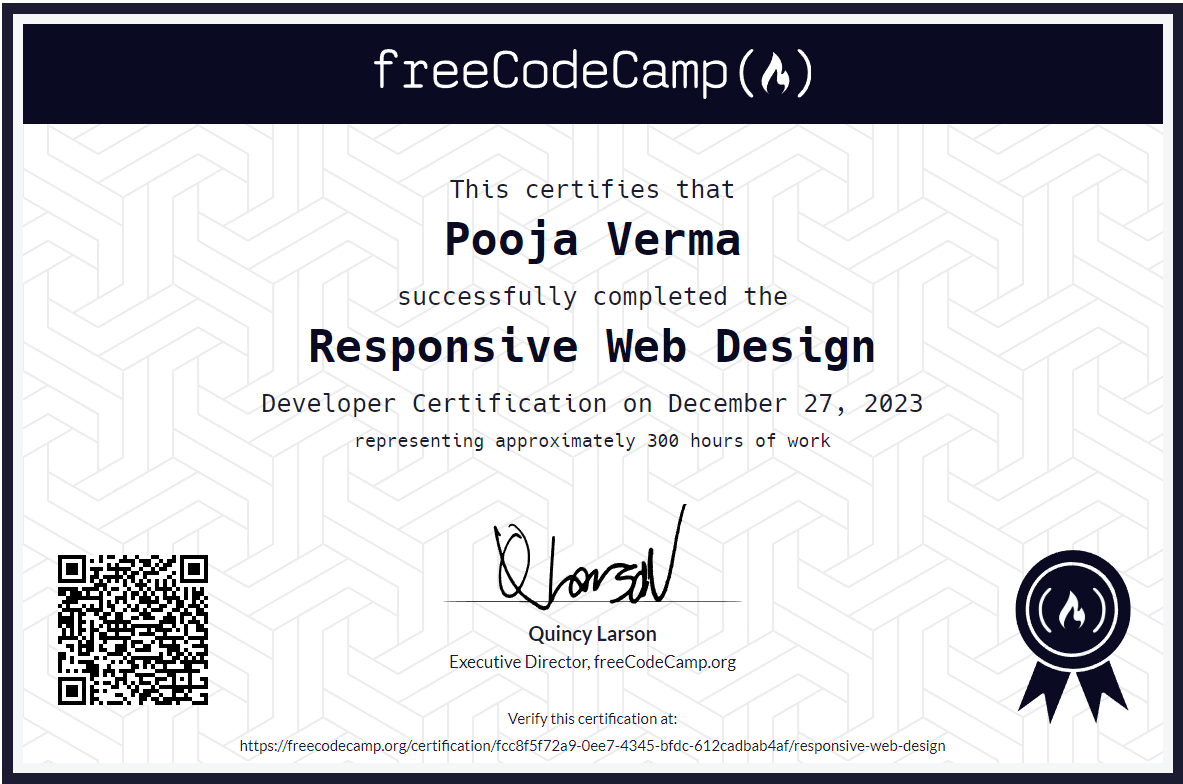 freeCodeCamp
This certifies that
Pooja Verma
successfully completed the
Responsive Web Design
Developer Certification on December 27, 2023
representing approximately 300 hours of work
Q Larson
Quincy Larson
Executive Director, freeCodeCamp.org
Verify this certification at:
https://freecodecamp.org/certification/fcc8f5f72a9-0ee7-4345-bfdc-612cadbab4af/responsive-web-design